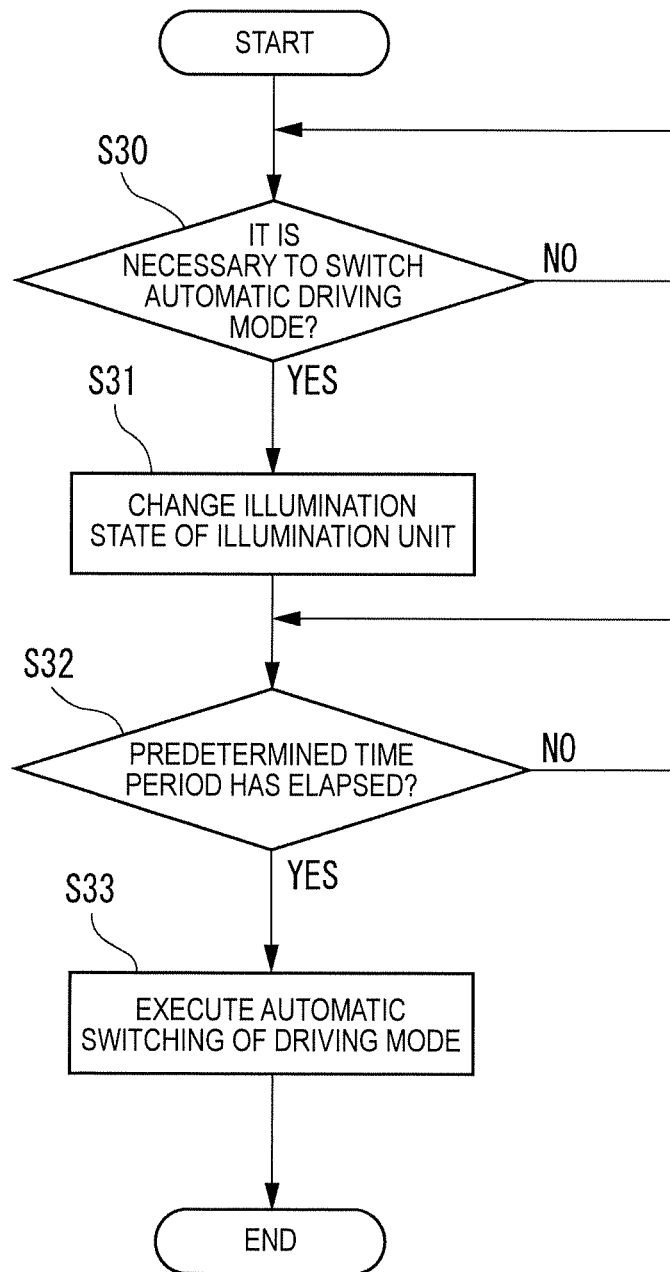 START
S30
IT IS
NECESSARY TO SWITCH
AUTOMATIC DRIVING
MODE?
NO
YES
S31
CHANGE ILLUMINATION
STATE OF ILLUMINATION UNIT
S32
PREDETERMINED TIME
PERIOD HAS ELAPSED?
NO
YES
S33
EXECUTE AUTOMATIC
SWITCHING OF DRIVING MODE
END